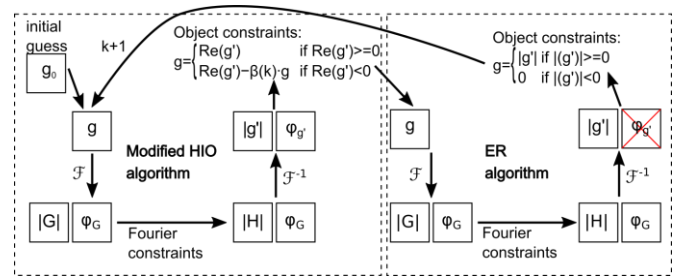 initial
guess
g₀
k+1
Object constraints:
g={Re(g') if Re(g')>=0
Re(g')−β(k)·g if Re(g')<0
g
ℱ
Modified HIO
algorithm
|g'| φg'
ℱ-1
|G| φG
Fourier
constraints
|H| φG
Object constraints:
g={|g'| if |(g')|>=0
0 if |(g')|<0
g
ℱ
ER
algorithm
|g'| φg'
ℱ-1
|G| φG
Fourier
constraints
|H| φG